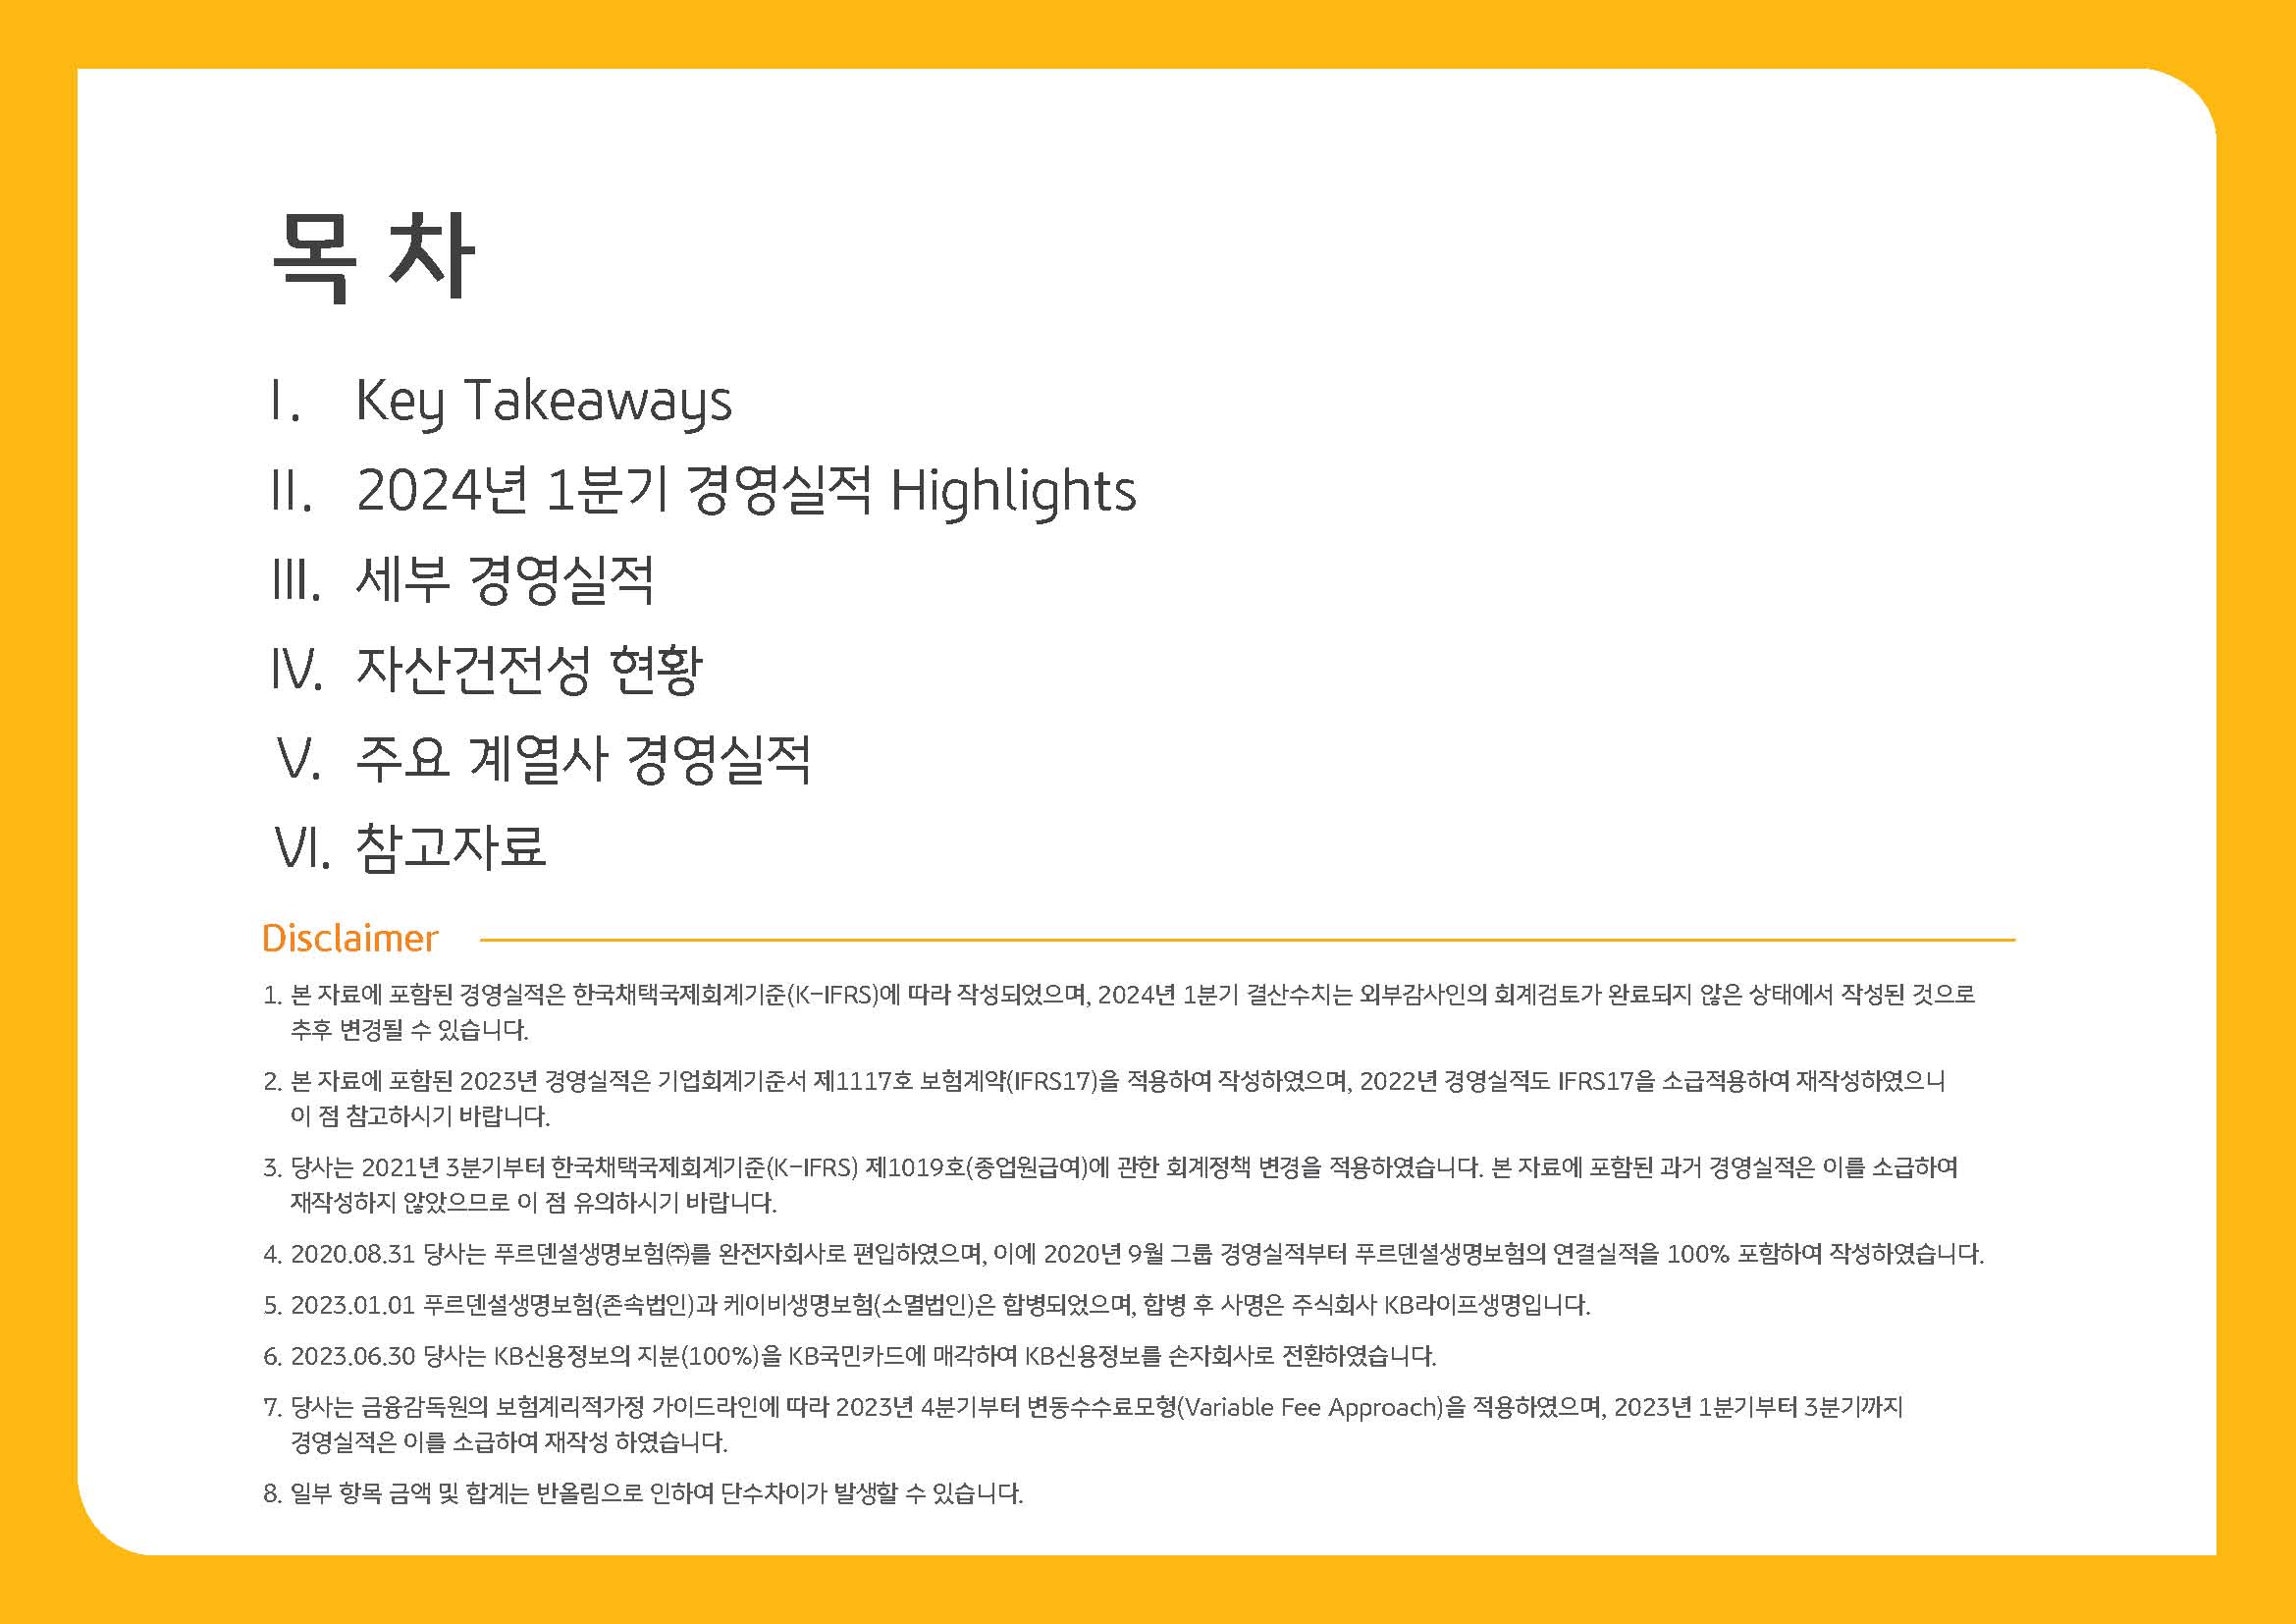 목 차
I. Key Takeaways
II. 2024년 1분기 경영실적 Highlights
III. 세부 경영실적
IV. 자산건전성 현황
V. 주요 계열사 경영실적
VI. 참고자료
Disclaimer
1. 본 자료에 포함된 경영실적은 한국채택국제회계기준(K-IFRS)에 따라 작성되었으며, 2024년 1분기 결산수치는 외부감사인의 회계검토가 완료되지 않은 상태에서 작성된 것으로
추후 변경될 수 있습니다.
2. 본 자료에 포함된 2023년 경영실적은 기업회계기준서 제1117호 보험계약(IFRS17)을 적용하여 작성하였으며, 2022년 경영실적도 IFRS17을 소급적용하여 재작성하였으니
이 점 참고하시기 바랍니다.
3. 당사는 2021년 3분기부터 한국채택국제회계기준(K-IFRS) 제1019호(종업원급여)에 관한 회계정책 변경을 적용하였습니다. 본 자료에 포함된 과거 경영실적은 이를 소급하여
재작성하지 않았으므로 이 점 유의하시기 바랍니다.
4. 2020.08.31 당사는 푸르덴셜생명보험㈜를 완전자회사로 편입하였으며, 이에 2020년 9월 그룹 경영실적부터 푸르덴셜생명보험의 연결실적을 100% 포함하여 작성하였습니다.
5. 2023.01.01 푸르덴셜생명보험(존속법인)과 케이비생명보험(소멸법인)은 합병되었으며, 합병 후 사명은 주식회사 KB라이프생명입니다.
6. 2023.06.30 당사는 KB신용정보의 지분(100%)을 KB국민카드에 매각하여 KB신용정보를 손자회사로 전환하였습니다.
7. 당사는 금융감독원의 보험계리적가정 가이드라인에 따라 2023년 4분기부터 변동수수료모형(Variable Fee Approach)을 적용하였으며, 2023년 1분기부터 3분기까지
경영실적은 이를 소급하여 재작성 하였습니다.
8. 일부 항목 금액 및 합계는 반올림으로 인하여 단수차이가 발생할 수 있습니다.